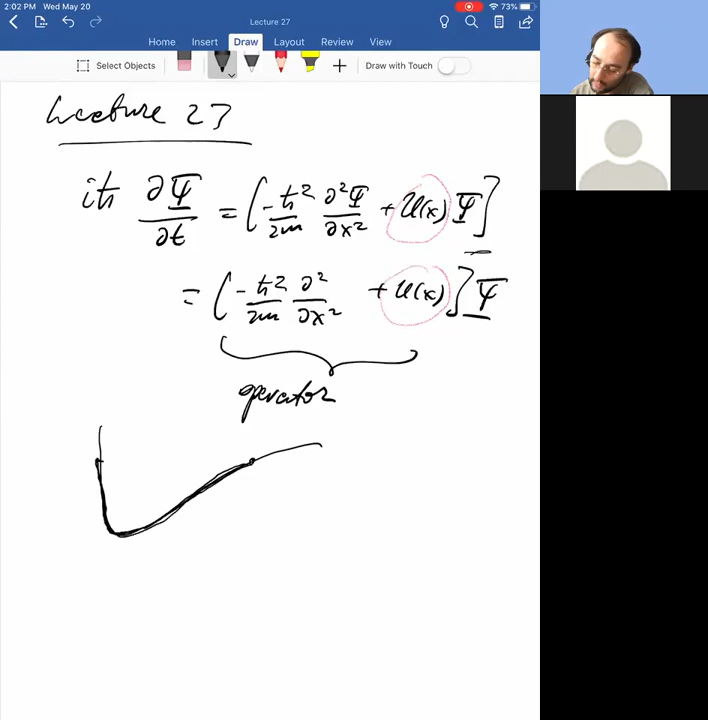 2:02 PM Wed May 20
73%
Lecture 27
Home Insert Draw Layout Review View
Select Objects
Draw with Touch
Lecture 27
iħ ∂Ψ/∂t = [-ħ²/2m ∂²Ψ/∂x² + U(x) Ψ]
= [-ħ²/2m ∂²/∂x² + U(x)] Ψ
operator